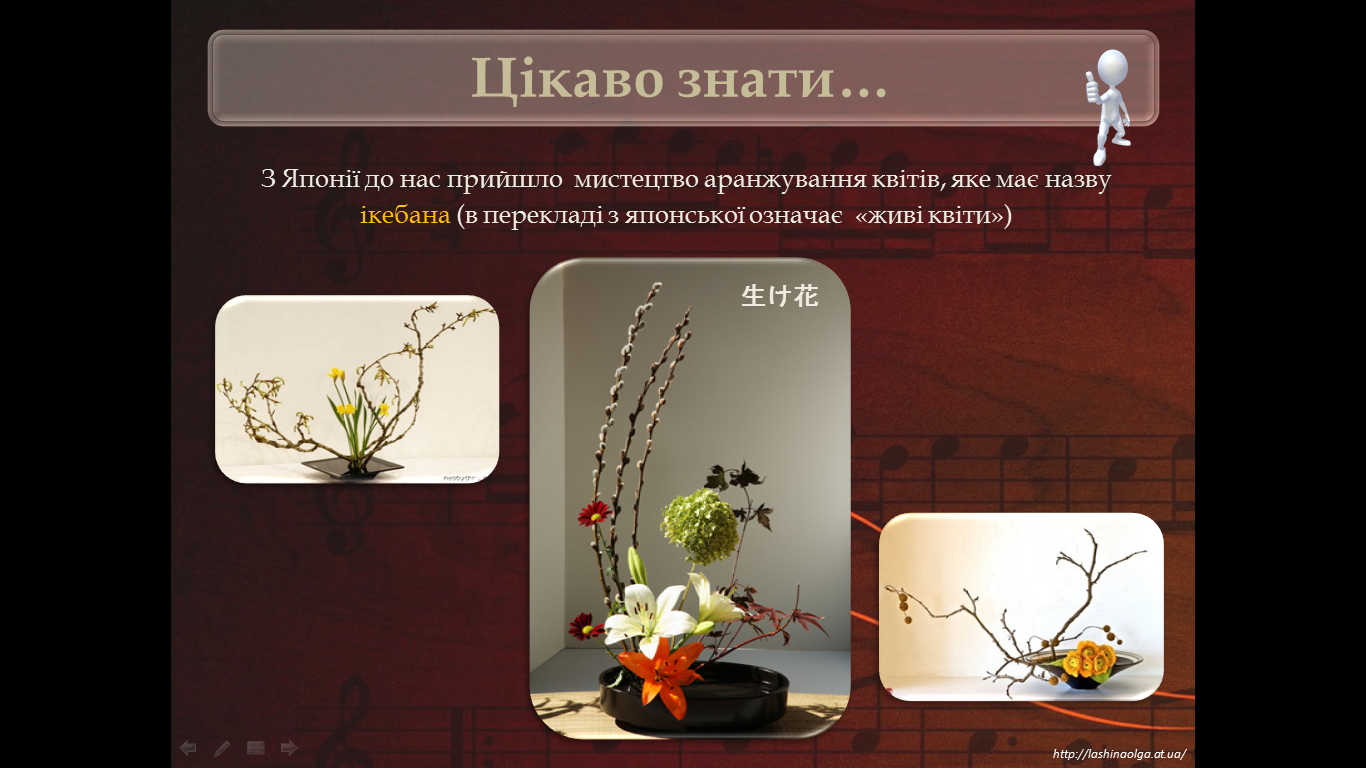 Цікаво знати…
З Японії до нас прийшло мистецтво аранжування квітів, яке має назву
ікебана (в перекладі з японської означає «живі квіти»)
生け花
http://lashinaolga.at.ua/